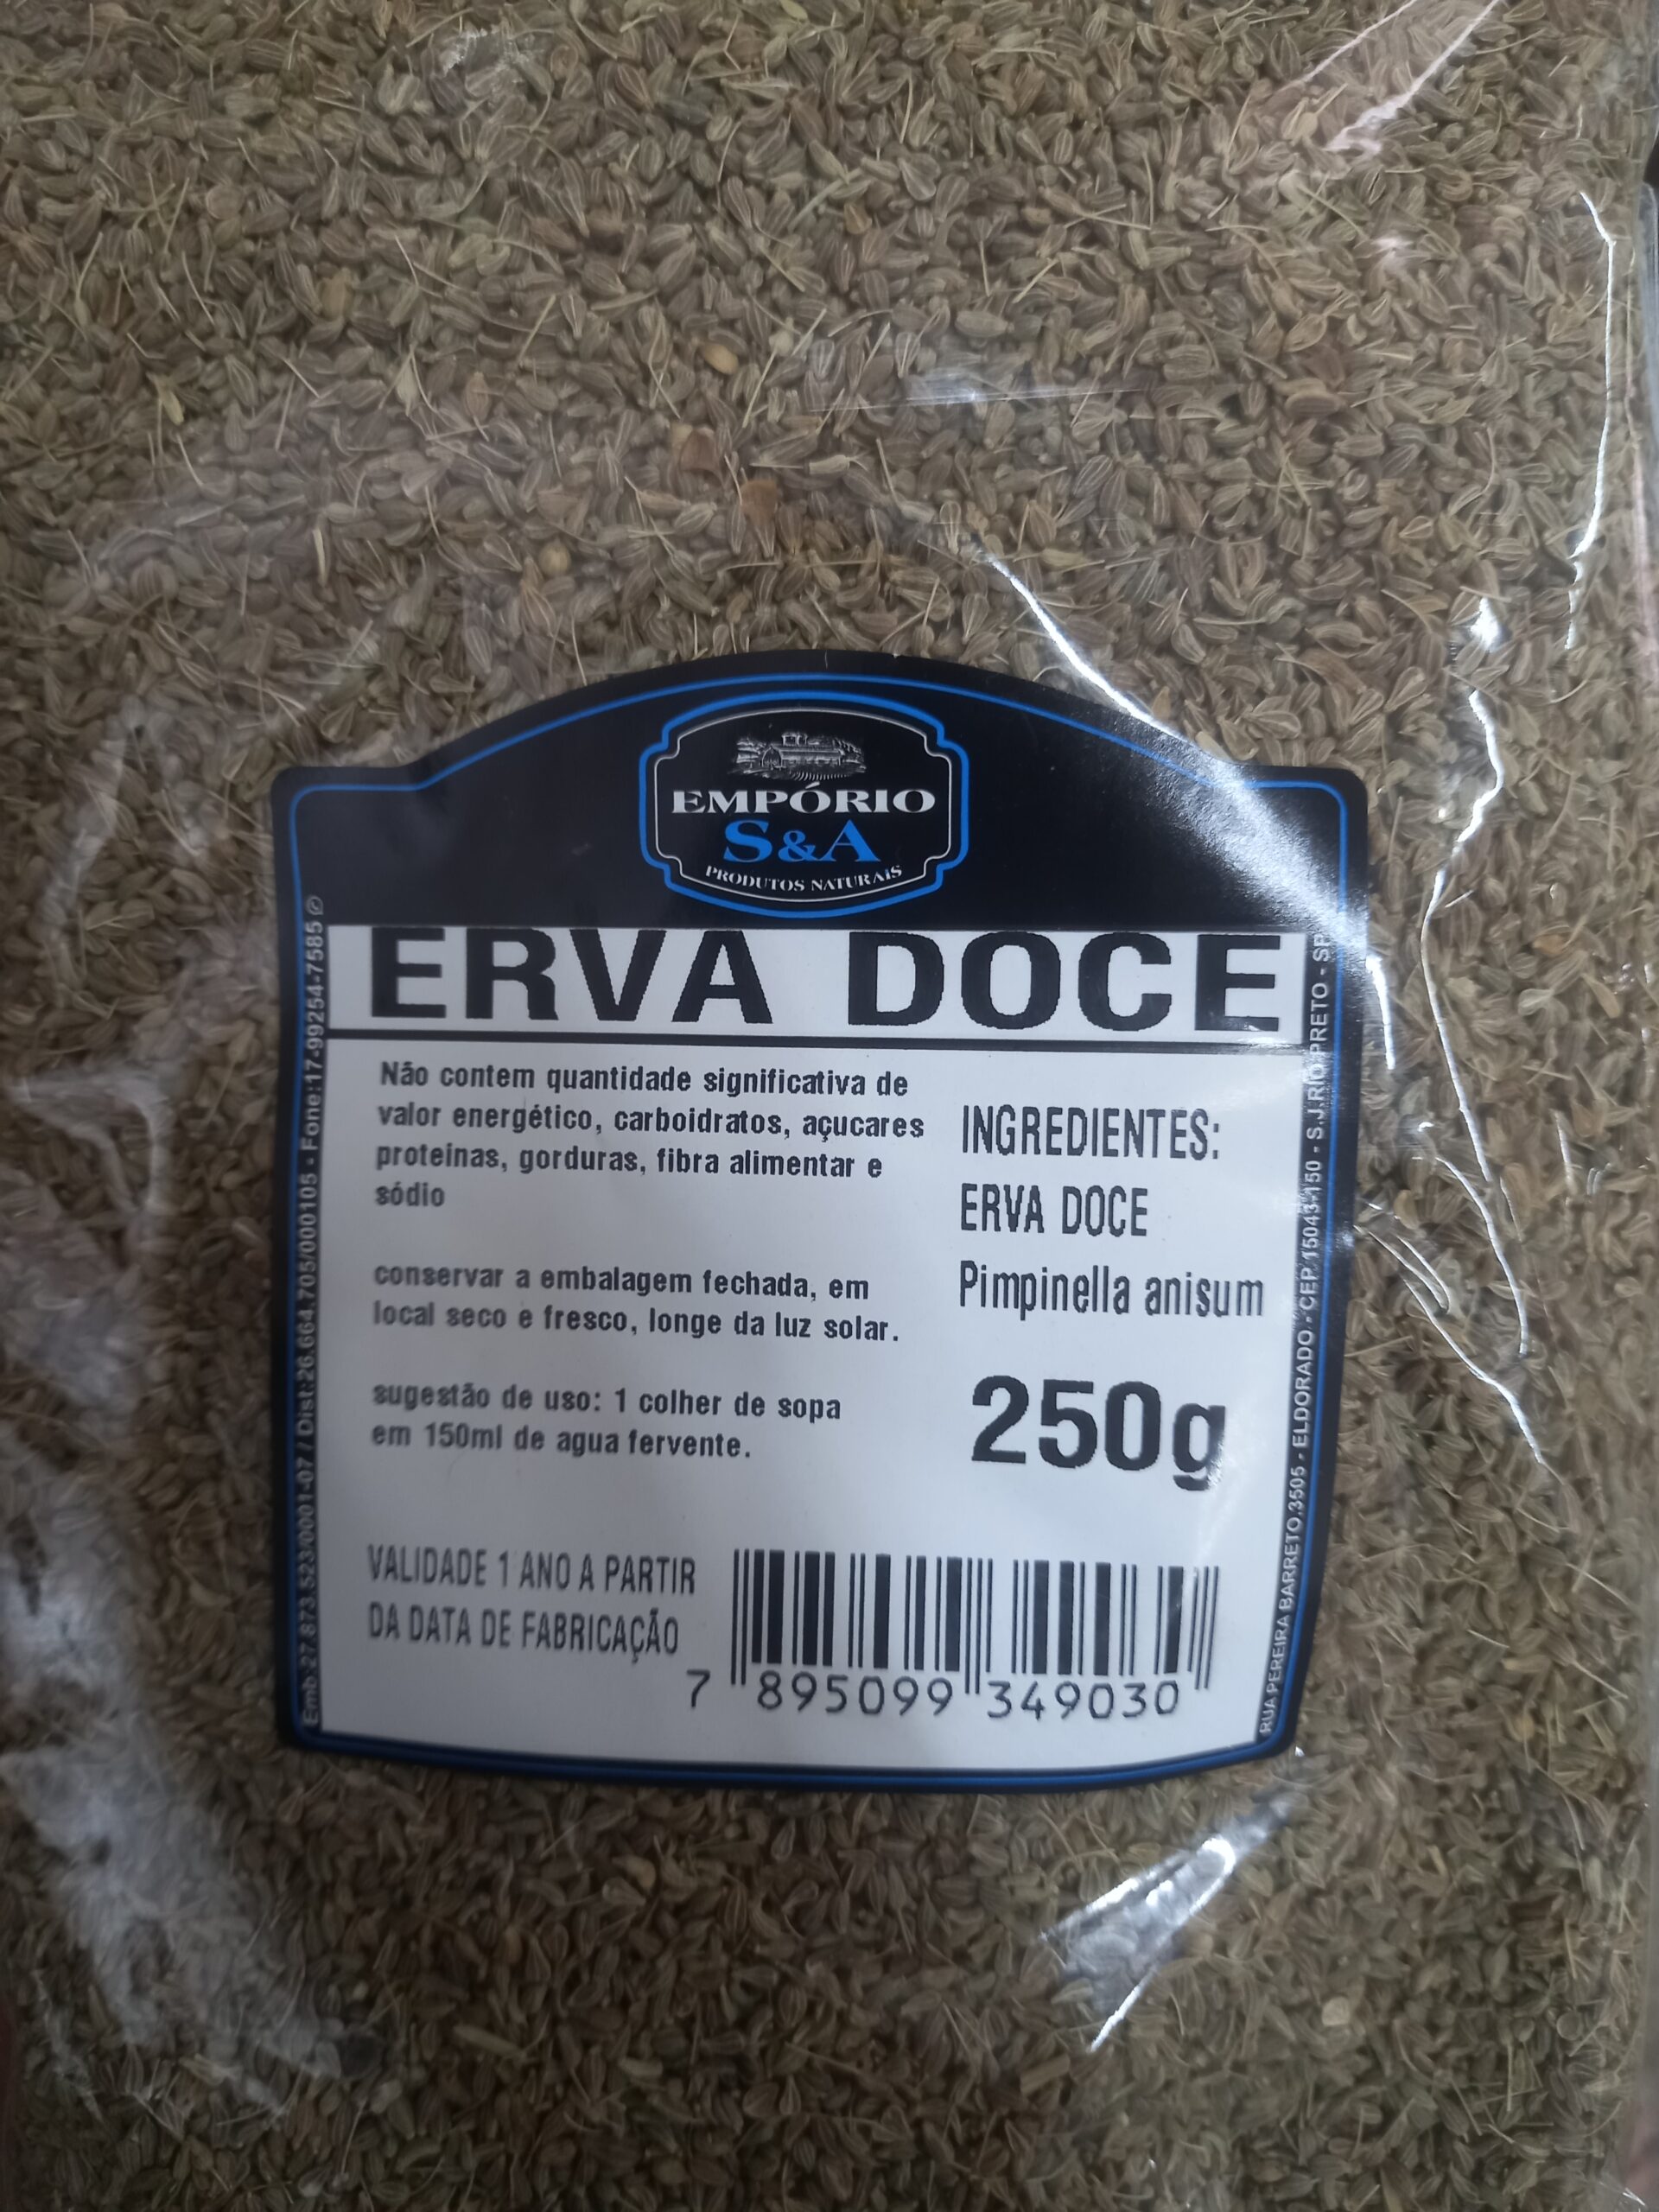 EMPÓRIO
S&A
PRODUTOS NATURAIS
ERVA DOCE
Não contem quantidade significativa de
valor energético, carboidratos, açucares
proteínas, gorduras, fibra alimentar e
sódio
conservar a embalagem fechada, em
local seco e fresco, longe da luz solar.
sugestão de uso: 1 colher de sopa
em 150ml de agua fervente.
INGREDIENTES:
ERVA DOCE
Pimpinella anisum
250g
VALIDADE 1 ANO A PARTIR
DA DATA DE FABRICAÇÃO
7 895099 349030
Emb:27.873.523/0001-07 / Dist:26.664.705/000105 - Fone:17-99254-7585
RUA PEREIRA BARRETO,3505 - ELDORADO - CEP.15043-150 - S.J.RIO PRETO - SP